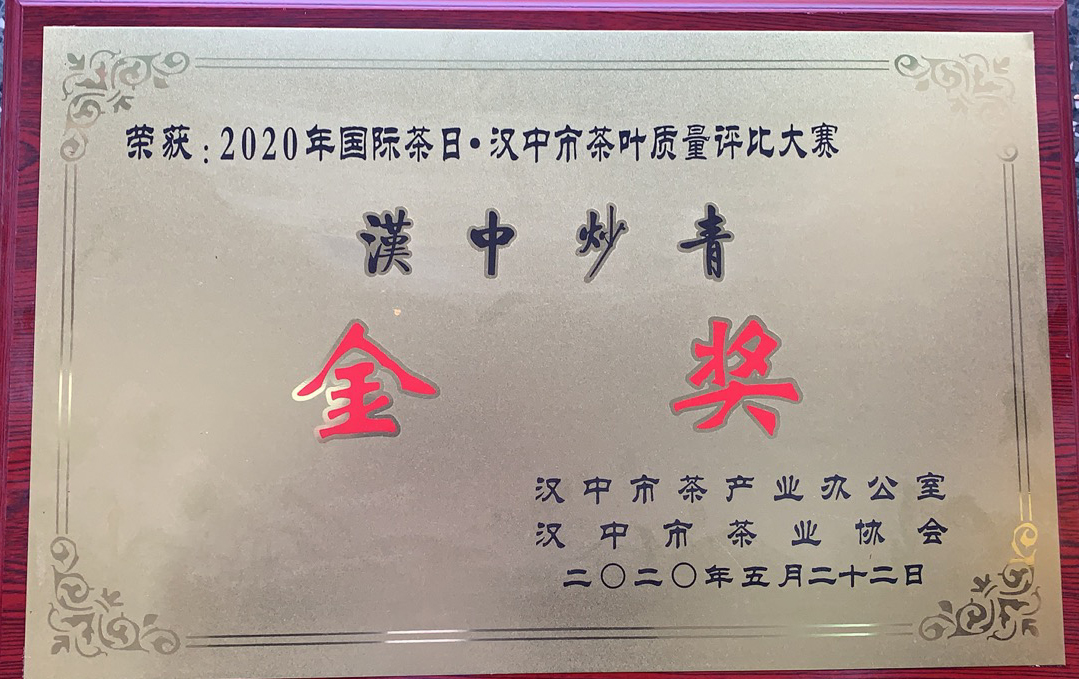 荣获:2020年国际茶日•汉中市茶叶质量评比大赛
漢中炒青
金奖
汉中市茶产业办公室
汉中市茶业协会
二〇二〇年五月二十二日